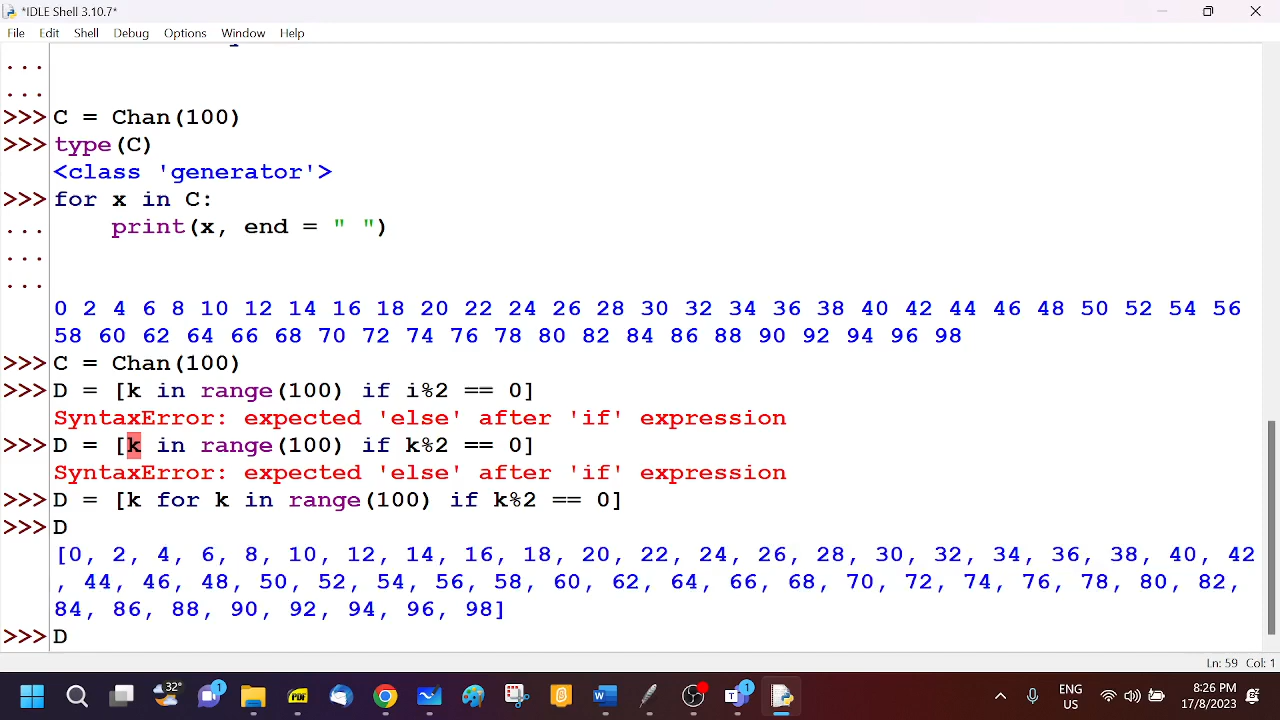 *IDLE Shell 3.10.7*
File Edit Shell Debug Options Window Help
...
...
>>> C = Chan(100)
>>> type(C)
<class 'generator'>
>>> for x in C:
... print(x, end = " ")
...
...
0 2 4 6 8 10 12 14 16 18 20 22 24 26 28 30 32 34 36 38 40 42 44 46 48 50 52 54 56
58 60 62 64 66 68 70 72 74 76 78 80 82 84 86 88 90 92 94 96 98
>>> C = Chan(100)
>>> D = [k in range(100) if i%2 == 0]
SyntaxError: expected 'else' after 'if' expression
>>> D = [k in range(100) if k%2 == 0]
SyntaxError: expected 'else' after 'if' expression
>>> D = [k for k in range(100) if k%2 == 0]
>>> D
[0, 2, 4, 6, 8, 10, 12, 14, 16, 18, 20, 22, 24, 26, 28, 30, 32, 34, 36, 38, 40, 42
, 44, 46, 48, 50, 52, 54, 56, 58, 60, 62, 64, 66, 68, 70, 72, 74, 76, 78, 80, 82,
84, 86, 88, 90, 92, 94, 96, 98]
>>> D
Ln: 59 Col: 1
32°
1
PDF
W
T
1
ENG
US
8:26 PM
17/8/2023